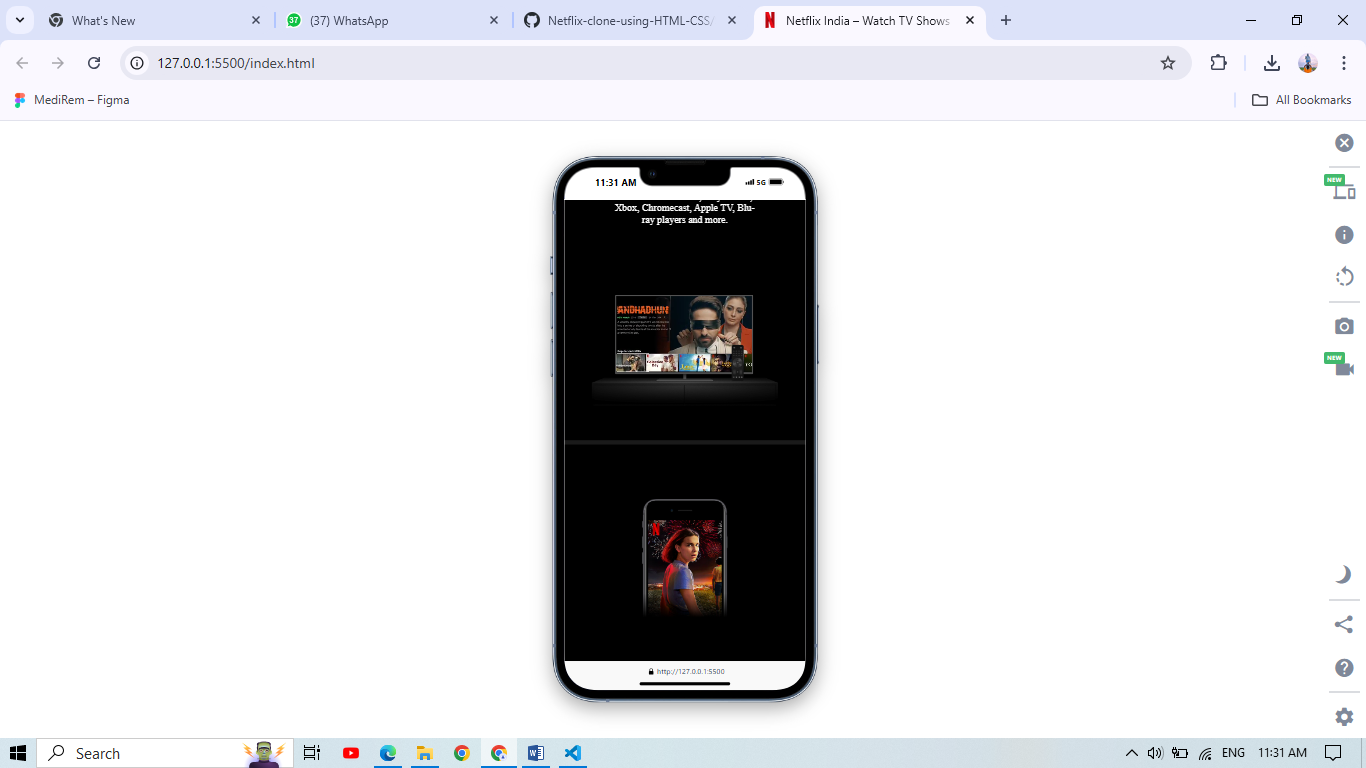 What's New
37
(37) WhatsApp
Netflix-clone-using-HTML-CSS/
Netflix India – Watch TV Shows
127.0.0.1:5500/index.html
MediRem – Figma
All Bookmarks
11:31 AM
5G
Xbox, Chromecast, Apple TV, Blu-
ray players and more.
ANDHADHUN
http://127.0.0.1:5500
NEW
NEW
Search
ENG
11:31 AM